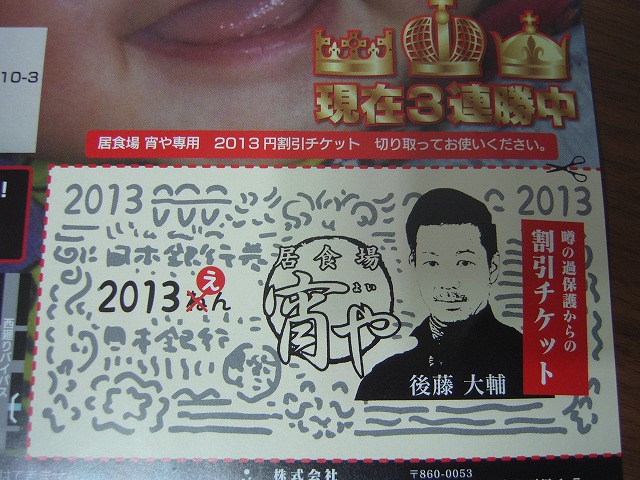 10-3
現在3連勝中
居食場 宵や専用 2013円割引チケット 切り取ってお使いください。
!
2013
2013
日本銀行券
2013ねん
え
日本銀行
居食場
宵や
よい
後藤 大輔
噂の過保護からの
割引チケット
西廻りバイパス
株式会社
〒860-0053